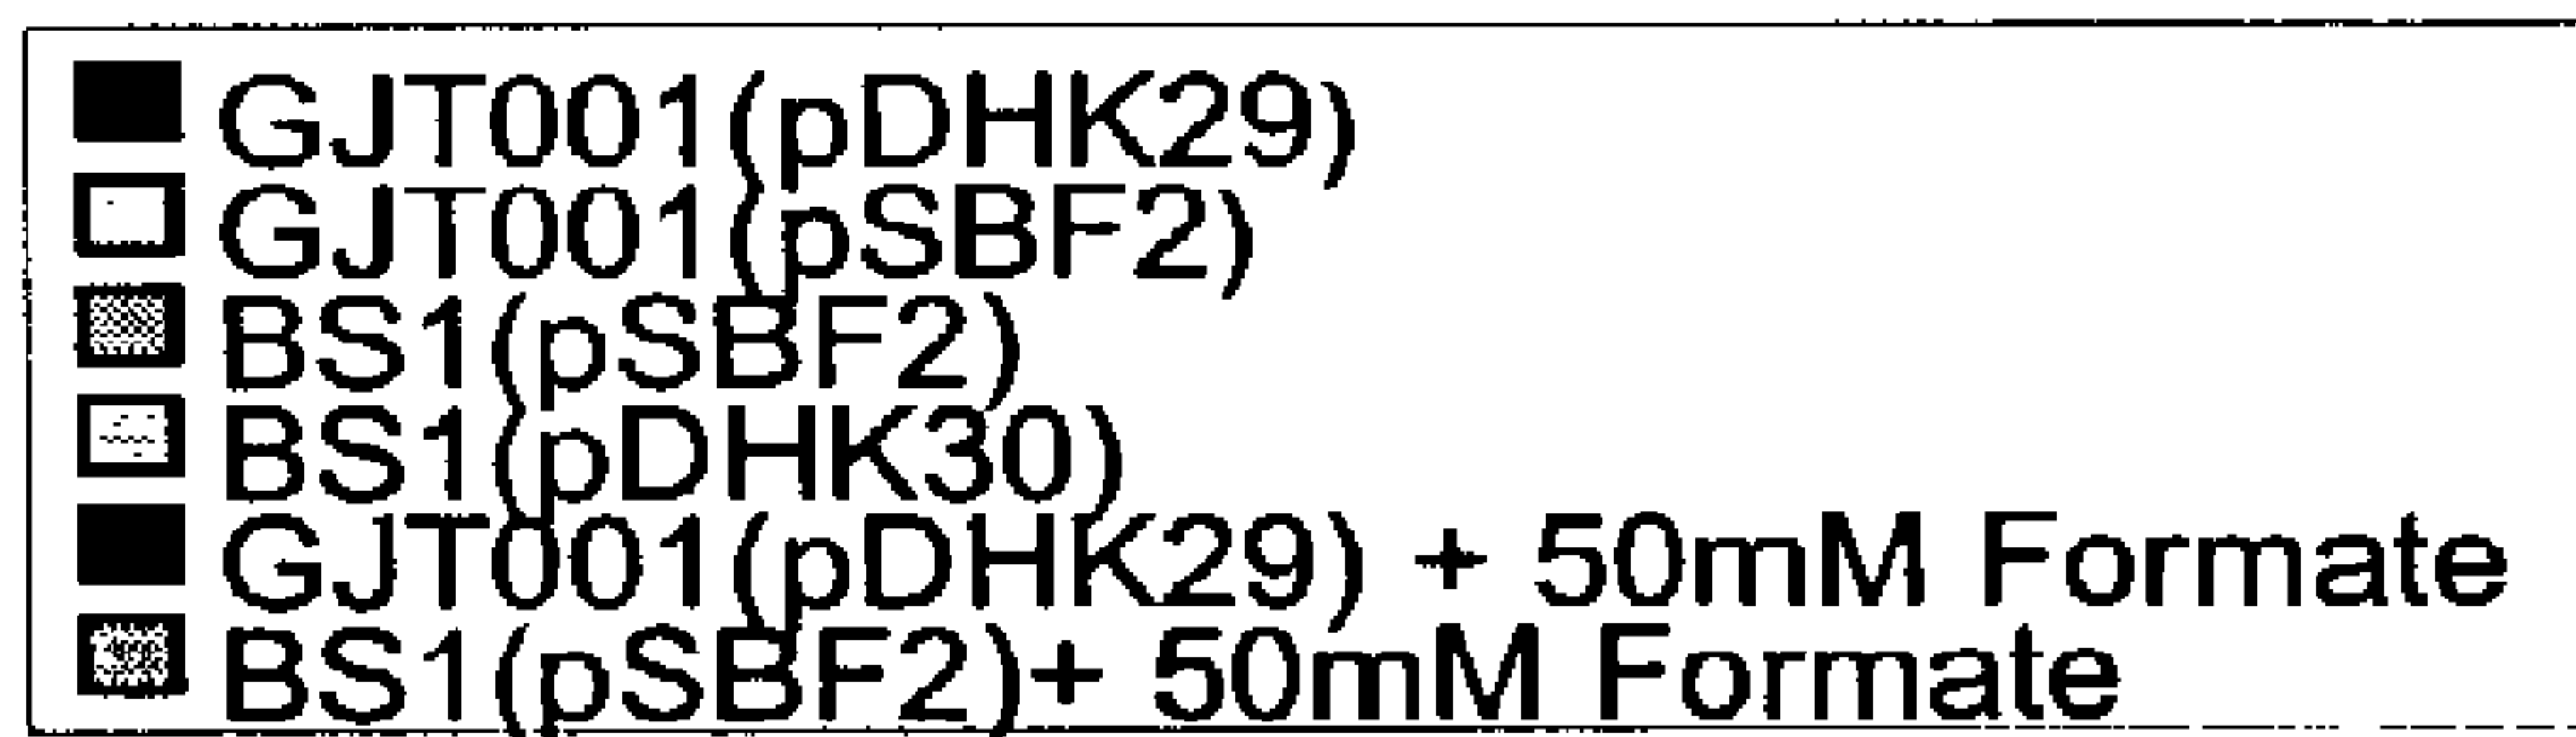 GJT001(pDHK29)
GJT001(pSBF2)
BS1(pSBF2)
BS1(pDHK30)
GJT001(pDHK29) + 50mM Formate
BS1(pSBF2)+ 50mM Formate